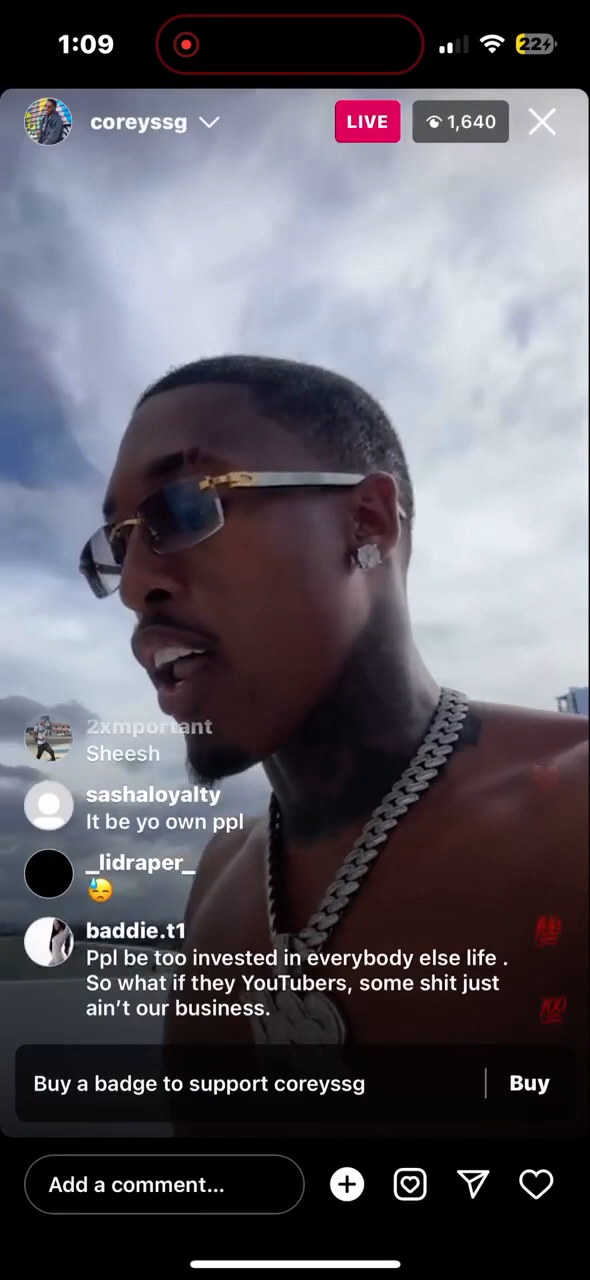 1:09
22
coreyssg
LIVE
1,640
2xmportant
Sheesh
sashaloyalty
It be yo own ppl
_lidraper_
baddie.t1
Ppl be too invested in everybody else life .
So what if they YouTubers, some shit just
ain’t our business.
100
100
Buy a badge to support coreyssg
Buy
Add a comment...